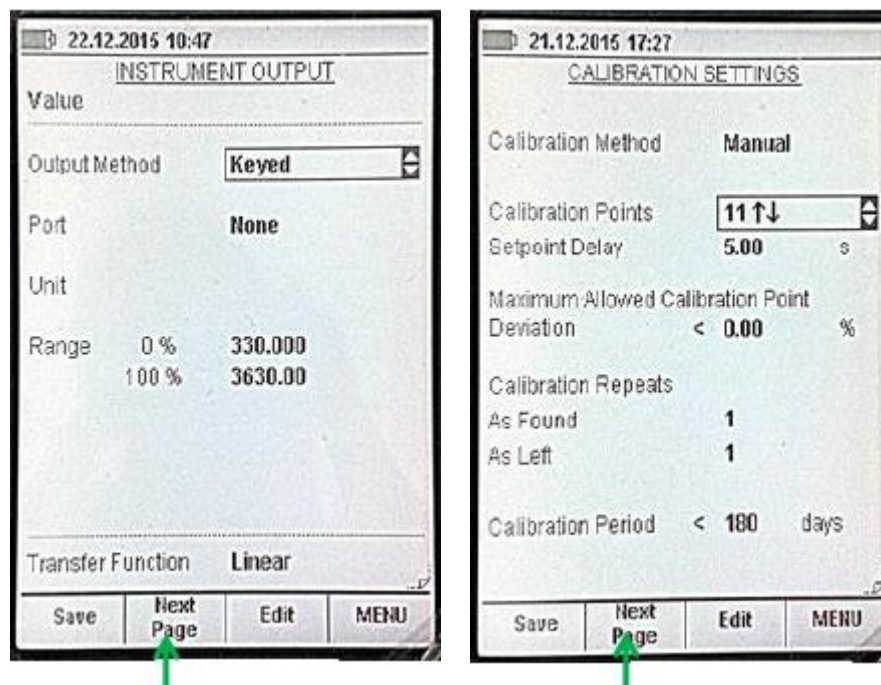 22.12.2015 10:47
INSTRUMENT OUTPUT
Value
Output Method Keyed
Port None
Unit
Range 0 % 330.000
100 % 3630.00
Transfer Function Linear
Save Next Page Edit MENU
21.12.2015 17:27
CALIBRATION SETTINGS
Calibration Method Manual
Calibration Points 11 ↑↓
Setpoint Delay 5.00 s
Maximum Allowed Calibration Point
Deviation < 0.00 %
Calibration Repeats
As Found 1
As Left 1
Calibration Period < 180 days
Save Next Page Edit MENU